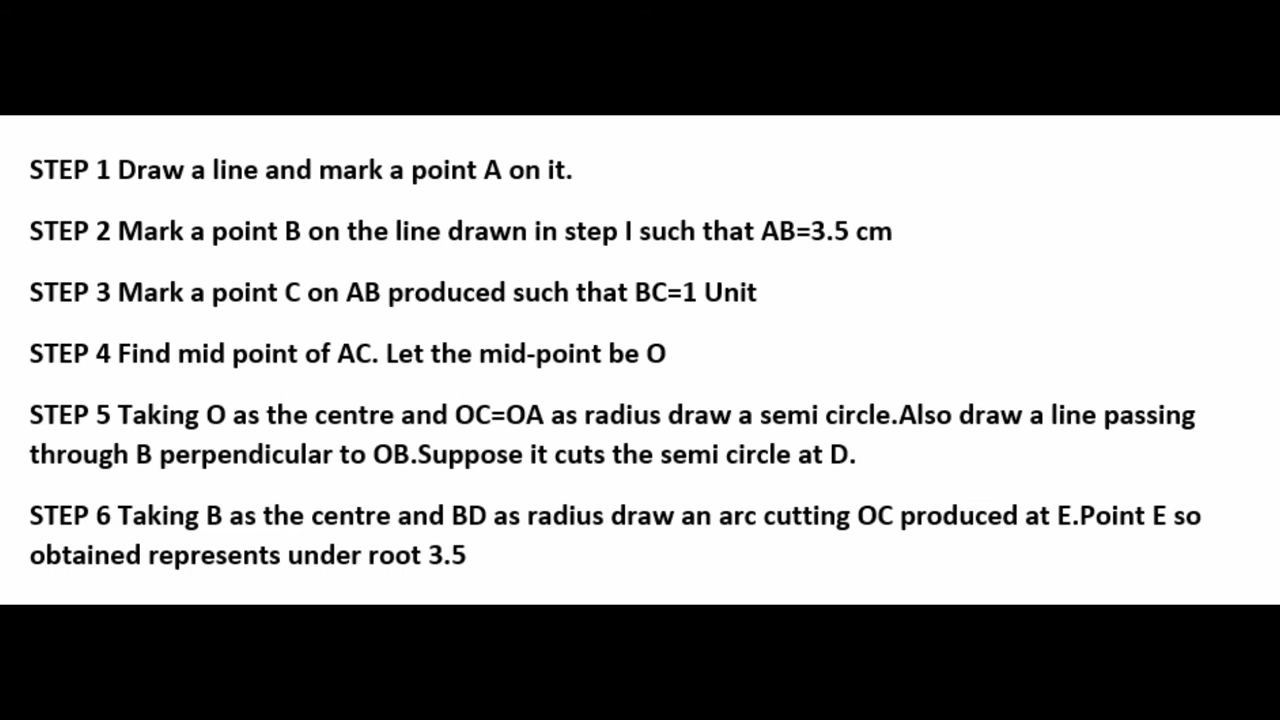 STEP 1 Draw a line and mark a point A on it.
STEP 2 Mark a point B on the line drawn in step I such that AB=3.5 cm
STEP 3 Mark a point C on AB produced such that BC=1 Unit
STEP 4 Find mid point of AC. Let the mid-point be O
STEP 5 Taking O as the centre and OC=OA as radius draw a semi circle.Also draw a line passing
through B perpendicular to OB.Suppose it cuts the semi circle at D.
STEP 6 Taking B as the centre and BD as radius draw an arc cutting OC produced at E.Point E so
obtained represents under root 3.5